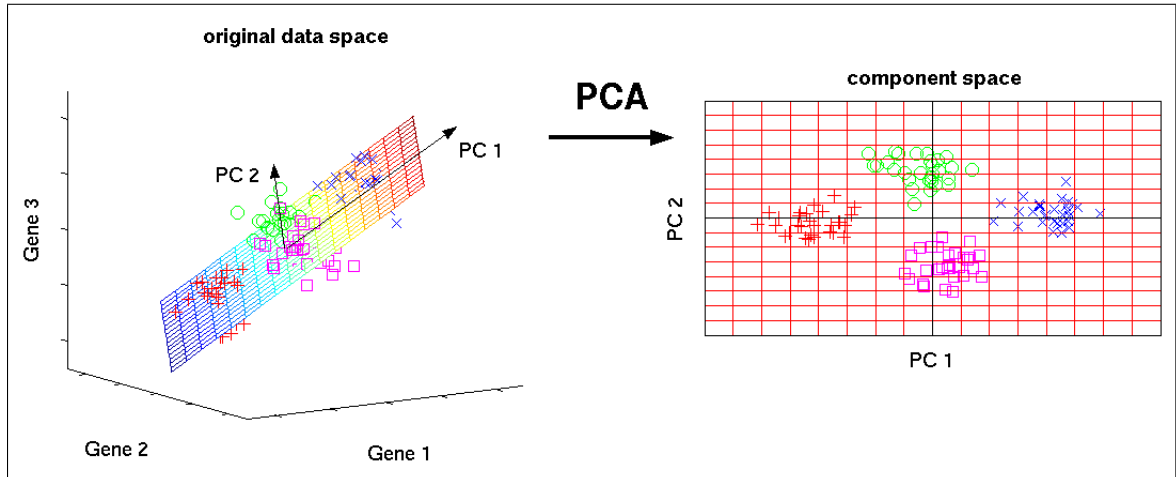 original data space
PC 1
PC 2
Gene 3
Gene 2
Gene 1
PCA
component space
PC 2
PC 1